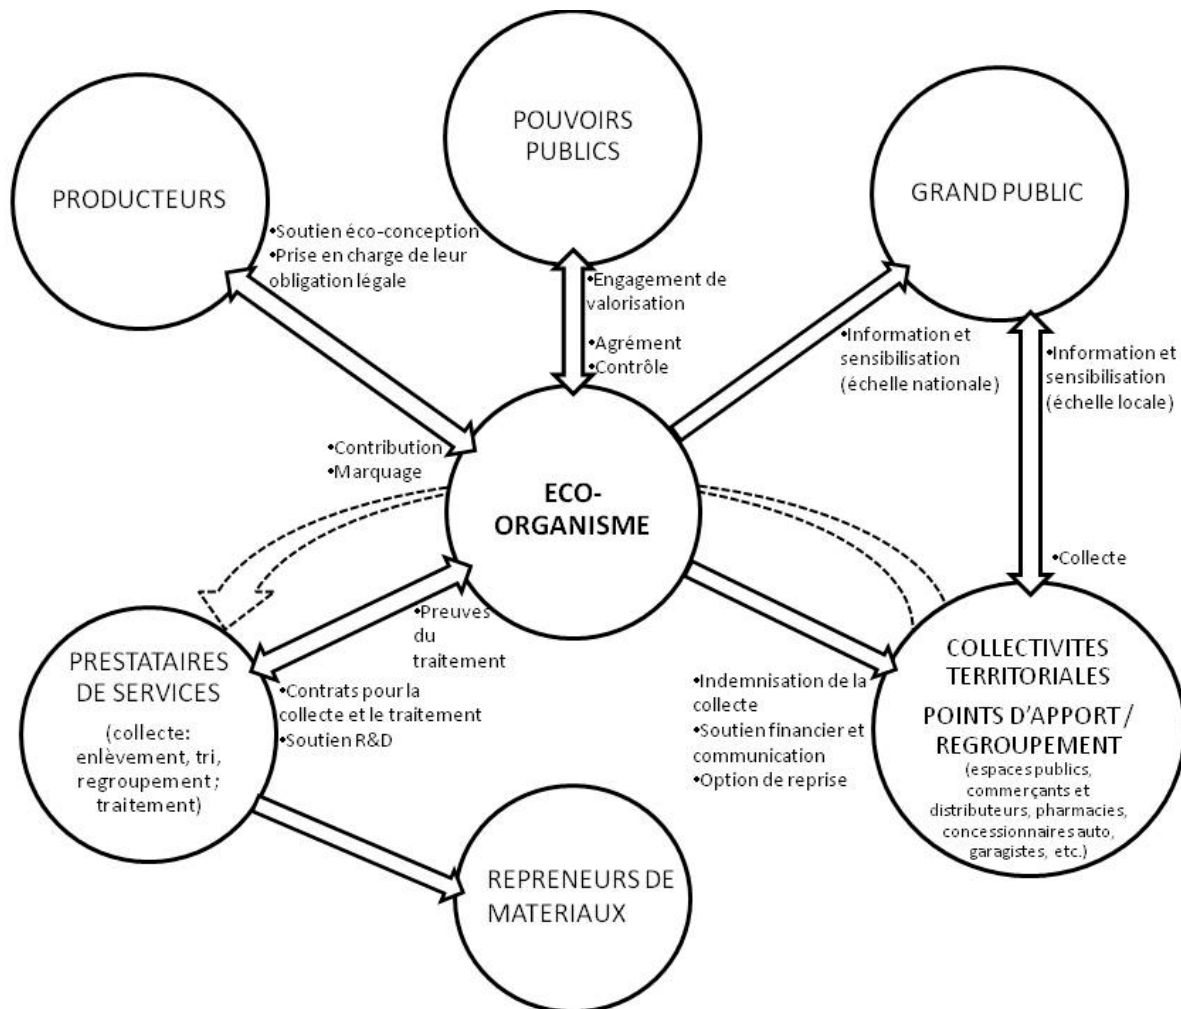 POUVOIRS
PUBLICS
PRODUCTEURS
GRAND PUBLIC
•Soutien éco-conception
•Prise en charge de leur
obligation légale
•Engagement de
valorisation
•Agrément
•Contrôle
•Information et
sensibilisation
(échelle nationale)
•Information et
sensibilisation
(échelle locale)
•Contribution
•Marquage
ECO-
ORGANISME
•Collecte
•Preuves
du
traitement
PRESTATAIRES
DE SERVICES
(collecte:
enlèvement, tri,
regroupement ;
traitement)
•Contrats pour la
collecte et le traitement
•Soutien R&D
•Indemnisation de la
collecte
•Soutien financier et
communication
•Option de reprise
COLLECTIVITES
TERRITORIALES
POINTS D'APPORT /
REGROUPEMENT
(espaces publics,
commerçants et
distributeurs, pharmacies,
concessionnaires auto,
garagistes, etc.)
REPRENEURS DE
MATERIAUX